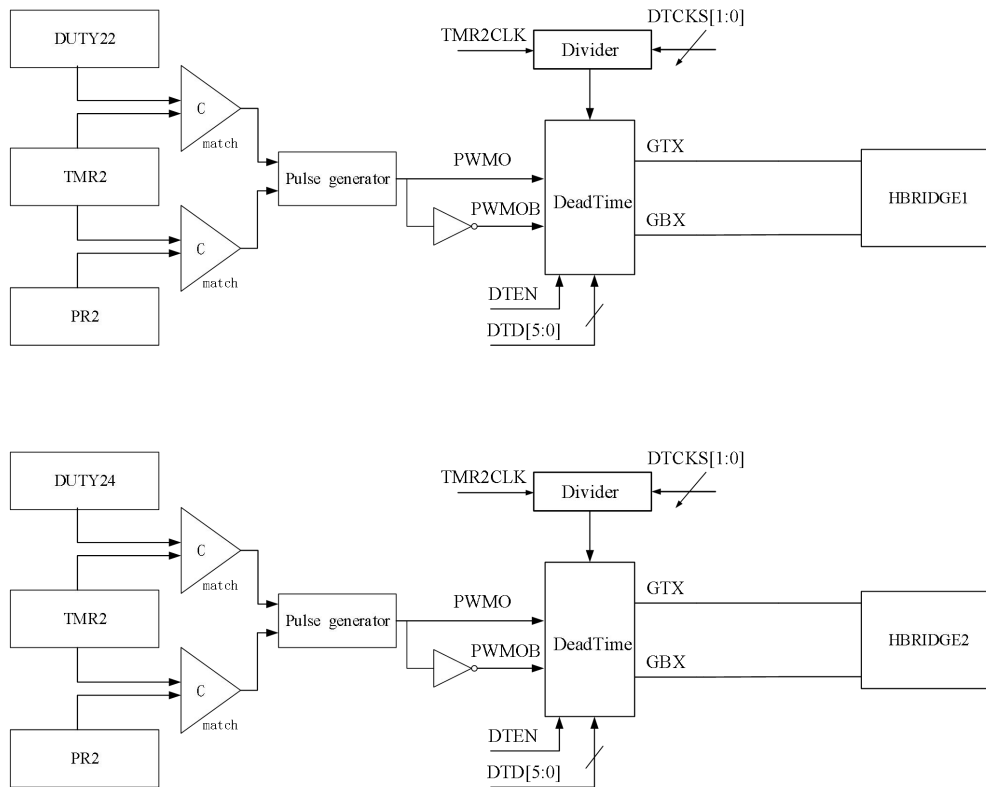 DUTY22
TMR2
PR2
C
match
C
match
Pulse generator
PWMO
PWMOB
TMR2CLK
Divider
DTCKS[1:0]
DeadTime
DTEN
DTD[5:0]
GTX
GBX
HBRIDGE1
DUTY24
TMR2
PR2
C
match
C
match
Pulse generator
PWMO
PWMOB
TMR2CLK
Divider
DTCKS[1:0]
DeadTime
DTEN
DTD[5:0]
GTX
GBX
HBRIDGE2